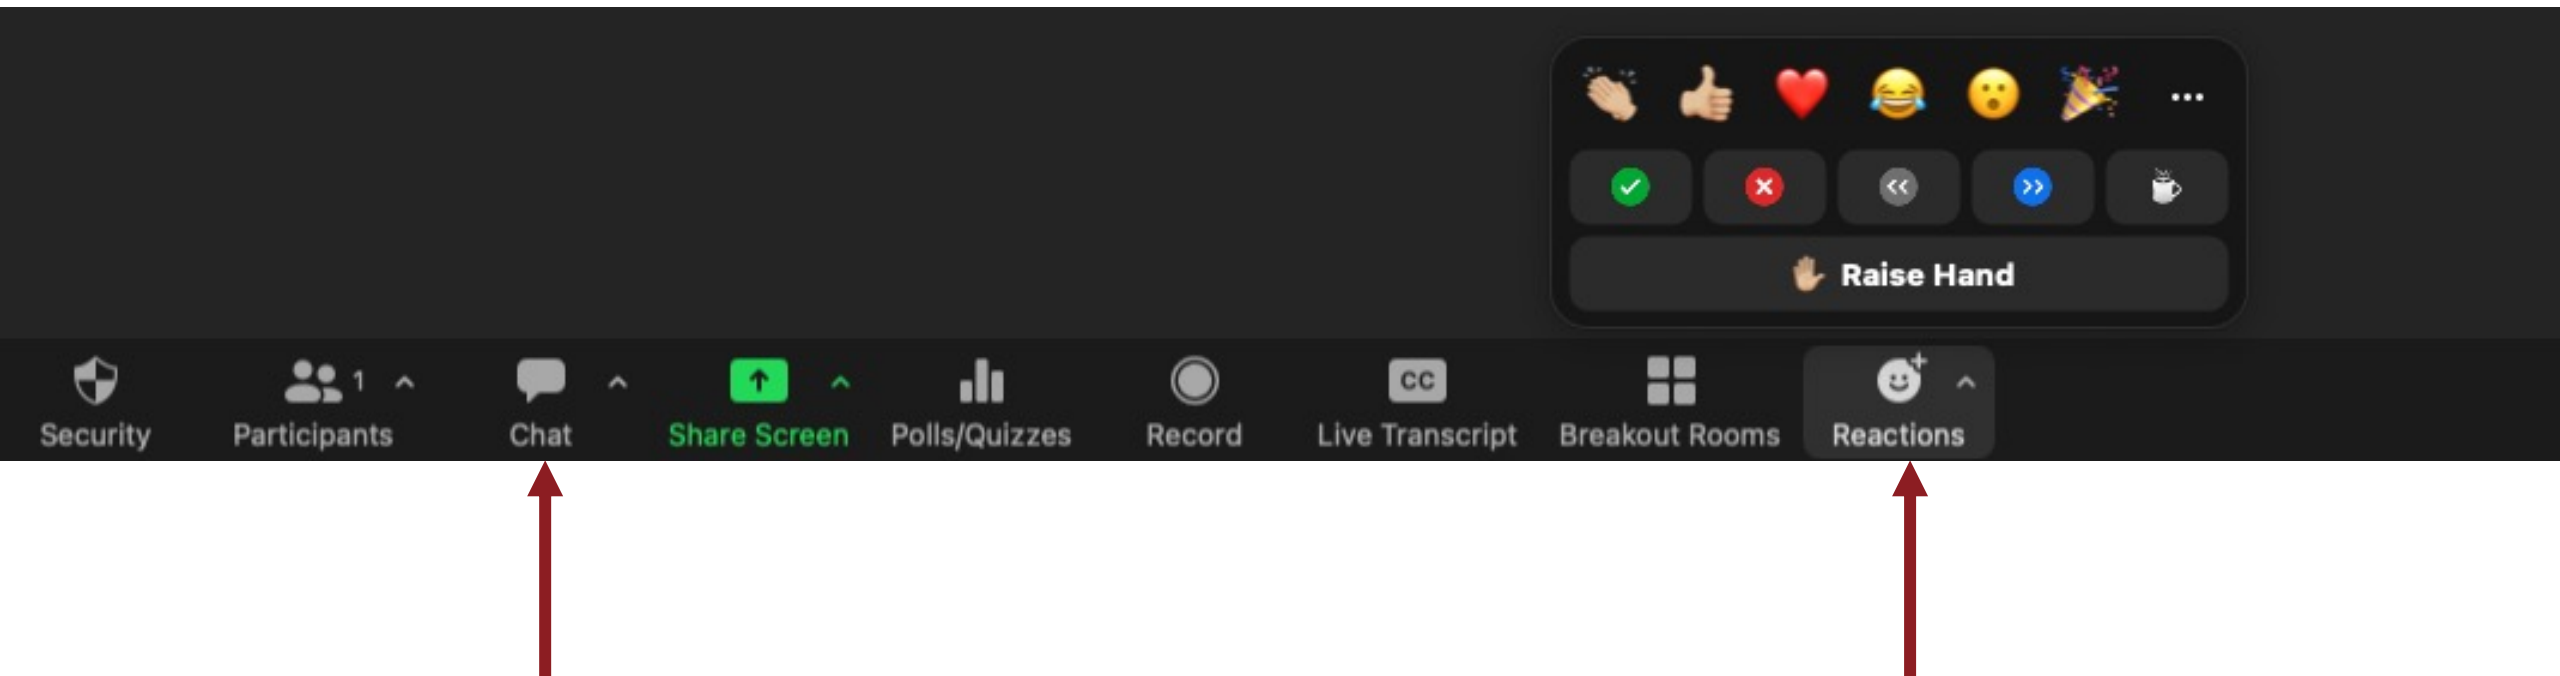 Raise Hand
1
CC
Security
Participants
Chat
Share Screen
Polls/Quizzes
Record
Live Transcript
Breakout Rooms
Reactions